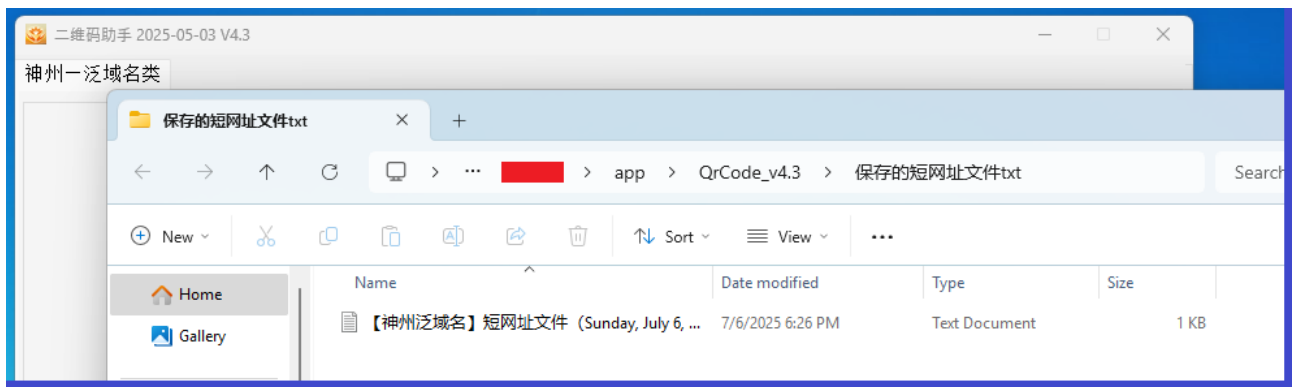 二维码助手 2025-05-03 V4.3
神州一泛域名类
保存的短网址文件txt
app > QrCode_v4.3 > 保存的短网址文件txt
Search
New
Sort
View
Home
Gallery
Name
Date modified
Type
Size
【神州泛域名】短网址文件（Sunday, July 6, ...
7/6/2025 6:26 PM
Text Document
1 KB